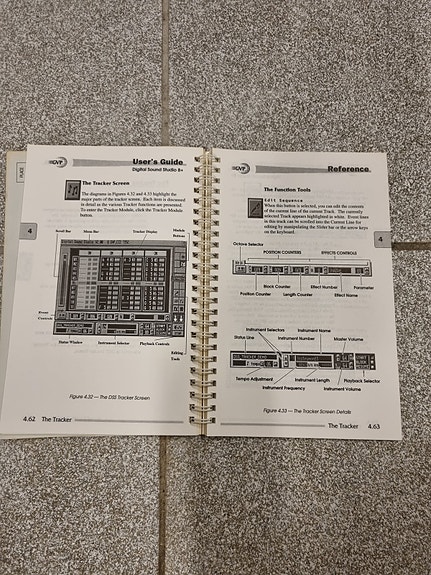 GVP
User's Guide
Digital Sound Studio 8+
The Tracker Screen
The diagrams in Figures 4.32 and 4.33 highlight the
major parts of the tracker screen. Each item is discussed
in detail as the various Tracker functions are presented.
To enter the Tracker Module, click the Tracker Module
button.
4
Scroll Bar
Menu Bar
Tracker Display
Module
Buttons
Event
Controls
Status Window
Instrument Selector
Playback Controls
Editing
Tools
Figure 4.32 — The DSS Tracker Screen
4.62 The Tracker
PLACE
GVP
Reference
The Function Tools
Edit Sequence
When this button is selected, you can edit the contents
of the current line of the current Track. The currently
selected Track appears highlighted in white. Event lines
in this track can be scrolled into the Current Line for
editing by manipulating the Slider bar or the arrow keys
on the keyboard.
4
Octave Selector
POSITION COUNTERS
EFFECTS CONTROLS
Block Counter
Effect Number
Parameter
Position Counter
Length Counter
Effect Name
Instrument Selectors
Instrument Name
Status Line
Instrument Number
Master Volume
Tempo Adjustment
Instrument Length
Playback Selector
Instrument Frequency
Instrument Volume
Figure 4.33 — The Tracker Screen Details
The Tracker 4.63